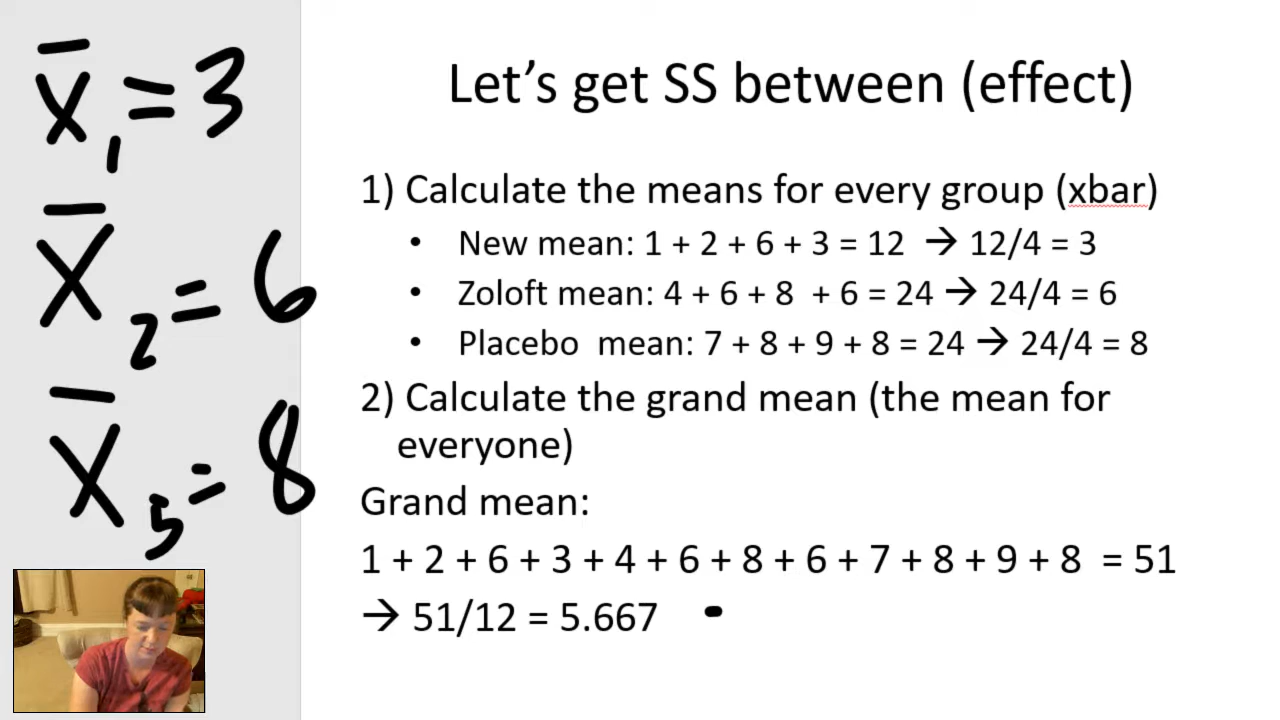 x̄₁ = 3
X̄₂ = 6
X̄₅ = 8
Let's get SS between (effect)
1) Calculate the means for every group (xbar)
• New mean: 1 + 2 + 6 + 3 = 12 → 12/4 = 3
• Zoloft mean: 4 + 6 + 8 + 6 = 24 → 24/4 = 6
• Placebo mean: 7 + 8 + 9 + 8 = 24 → 24/4 = 8
2) Calculate the grand mean (the mean for
everyone)
Grand mean:
1 + 2 + 6 + 3 + 4 + 6 + 8 + 6 + 7 + 8 + 9 + 8 = 51
→ 51/12 = 5.667